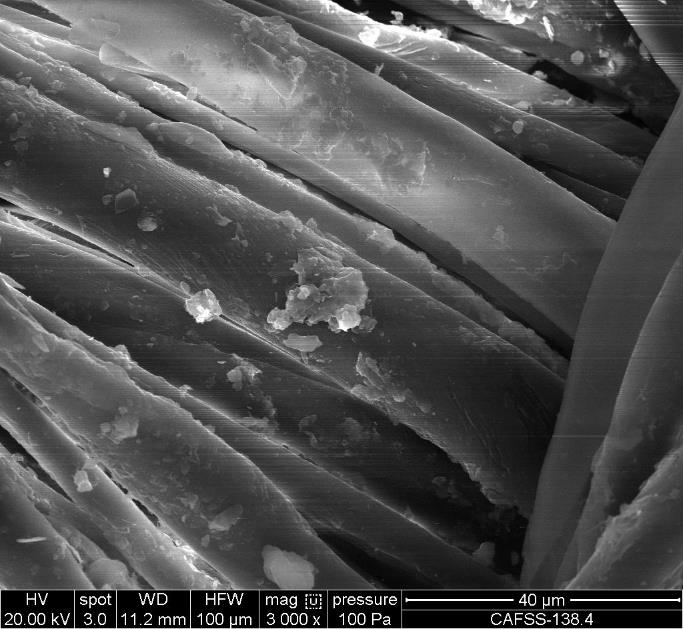 HV spot WD HFW mag pressure 40 µm
20.00 kV 3.0 11.2 mm 100 µm 3 000 x 100 Pa CAFSS-138.4